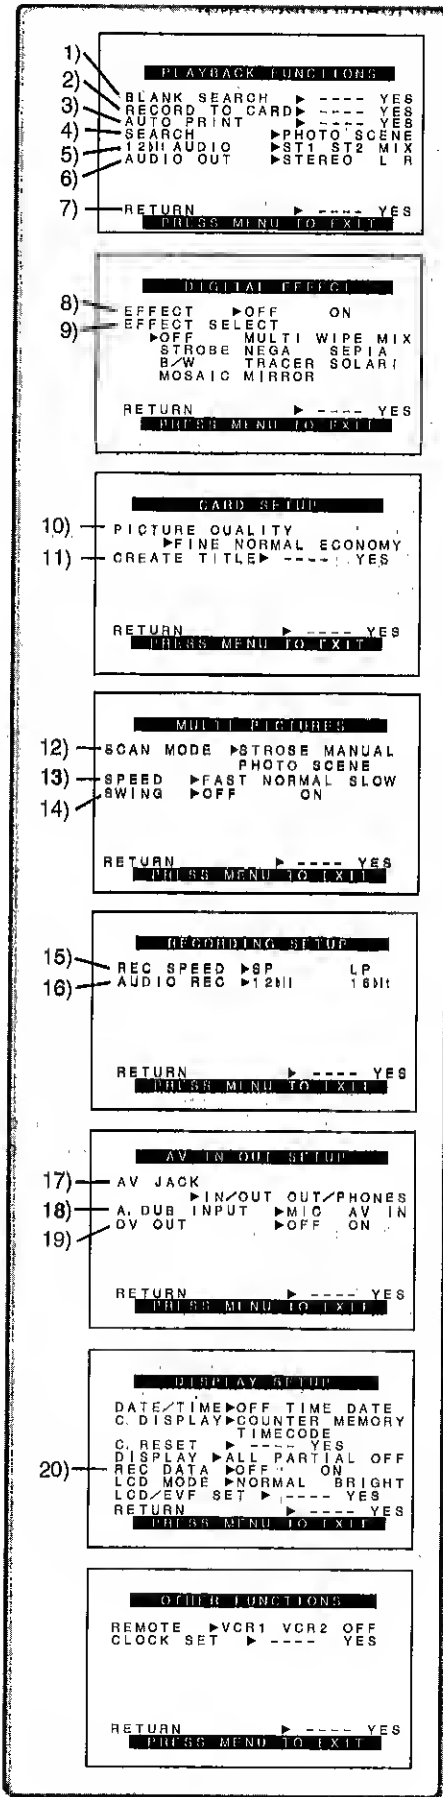 PLAYBACK FUNCTIONS
1) BLANK SEARCH ▶ ---- YES
2) RECORD TO CARD ▶ ---- YES
3) AUTO PRINT ▶ ---- YES
4) SEARCH ▶PHOTO SCENE
5) 12bit AUDIO ▶ST1 ST2 MIX
6) AUDIO OUT ▶STEREO L R
7) RETURN ▶ ---- YES
PRESS MENU TO EXIT
DIGITAL EFFECT
8) EFFECT ▶OFF ON
9) EFFECT SELECT
▶OFF MULTI WIPE MIX
STROBE NEGA SEPIA
B/W TRACER SOLARI
MOSAIC MIRROR
RETURN ▶ ---- YES
PRESS MENU TO EXIT
CARD SETUP
10) PICTURE QUALITY
▶FINE NORMAL ECONOMY
11) CREATE TITLE▶ ---- YES
RETURN ▶ ---- YES
PRESS MENU TO EXIT
MULTI PICTURES
12) SCAN MODE ▶STROSE MANUAL
PHOTO SCENE
13) SPEED ▶FAST NORMAL SLOW
14) SWING ▶OFF ON
RETURN ▶ ---- YES
PRESS MENU TO EXIT
RECORDING SETUP
15) REC SPEED ▶SP LP
16) AUDIO REC ▶12bit 16bit
RETURN ▶ ---- YES
PRESS MENU TO EXIT
AV IN OUT SETUP
17) AV JACK
▶IN/OUT OUT/PHONES
18) A. DUB INPUT ▶MIC AV IN
19) DV OUT ▶OFF ON
RETURN ▶ ---- YES
PRESS MENU TO EXIT
DISPLAY SETUP
DATE/TIME▶OFF TIME DATE
C. DISPLAY▶COUNTER MEMORY
TIMECODE
C. RESET ▶ ---- YES
DISPLAY ▶ALL PARTIAL OFF
20) REC DATA ▶OFF ON
LCD MODE ▶NORMAL BRIGHT
LCD/EVF SET ▶ ---- YES
RETURN ▶ ---- YES
PRESS MENU TO EXIT
OTHER FUNCTIONS
REMOTE ▶VCR1 VCR2 OFF
CLOCK SET ▶ ---- YES
RETURN ▶ ---- YES
PRESS MENU TO EXIT